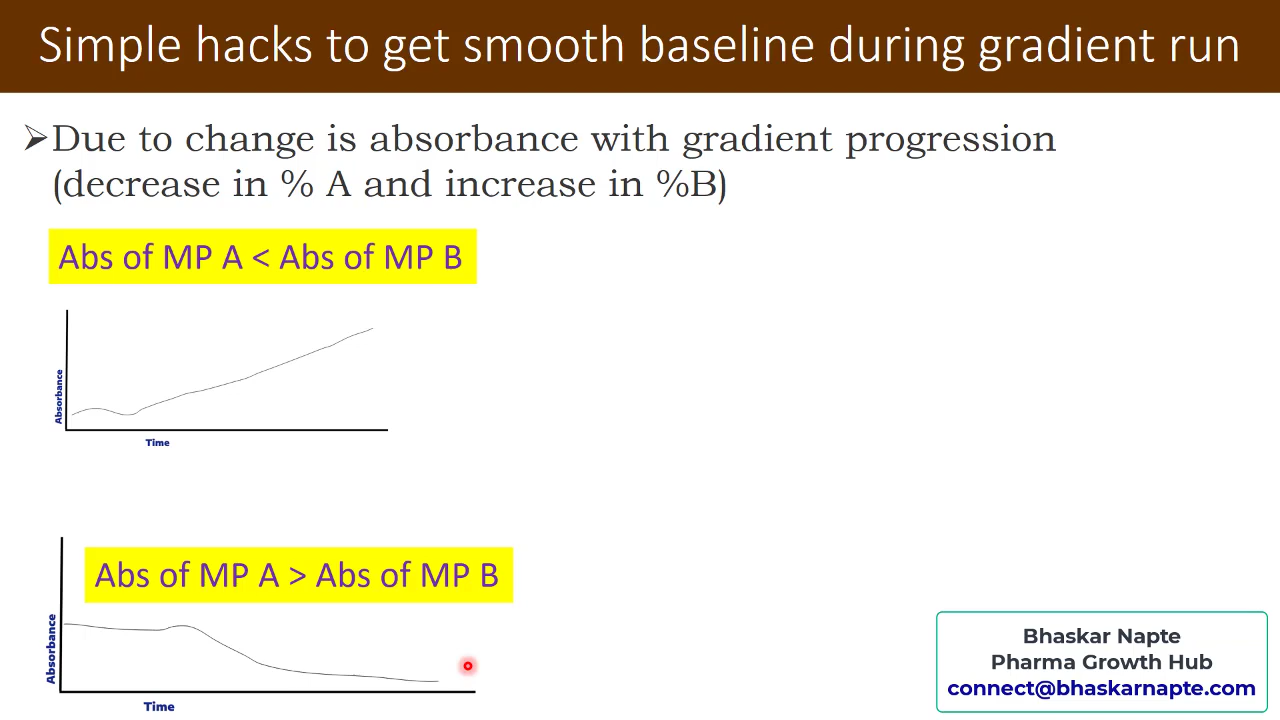 Simple hacks to get smooth baseline during gradient run
➢Due to change is absorbance with gradient progression
(decrease in % A and increase in %B)
Abs of MP A < Abs of MP B
Absorbance
Time
Abs of MP A > Abs of MP B
Absorbance
Time
Bhaskar Napte
Pharma Growth Hub
connect@bhaskarnapte.com